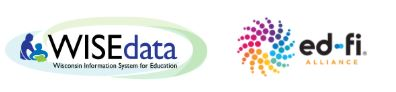 WISEdata
Wisconsin Information System for Education
ed-fi®
ALLIANCE